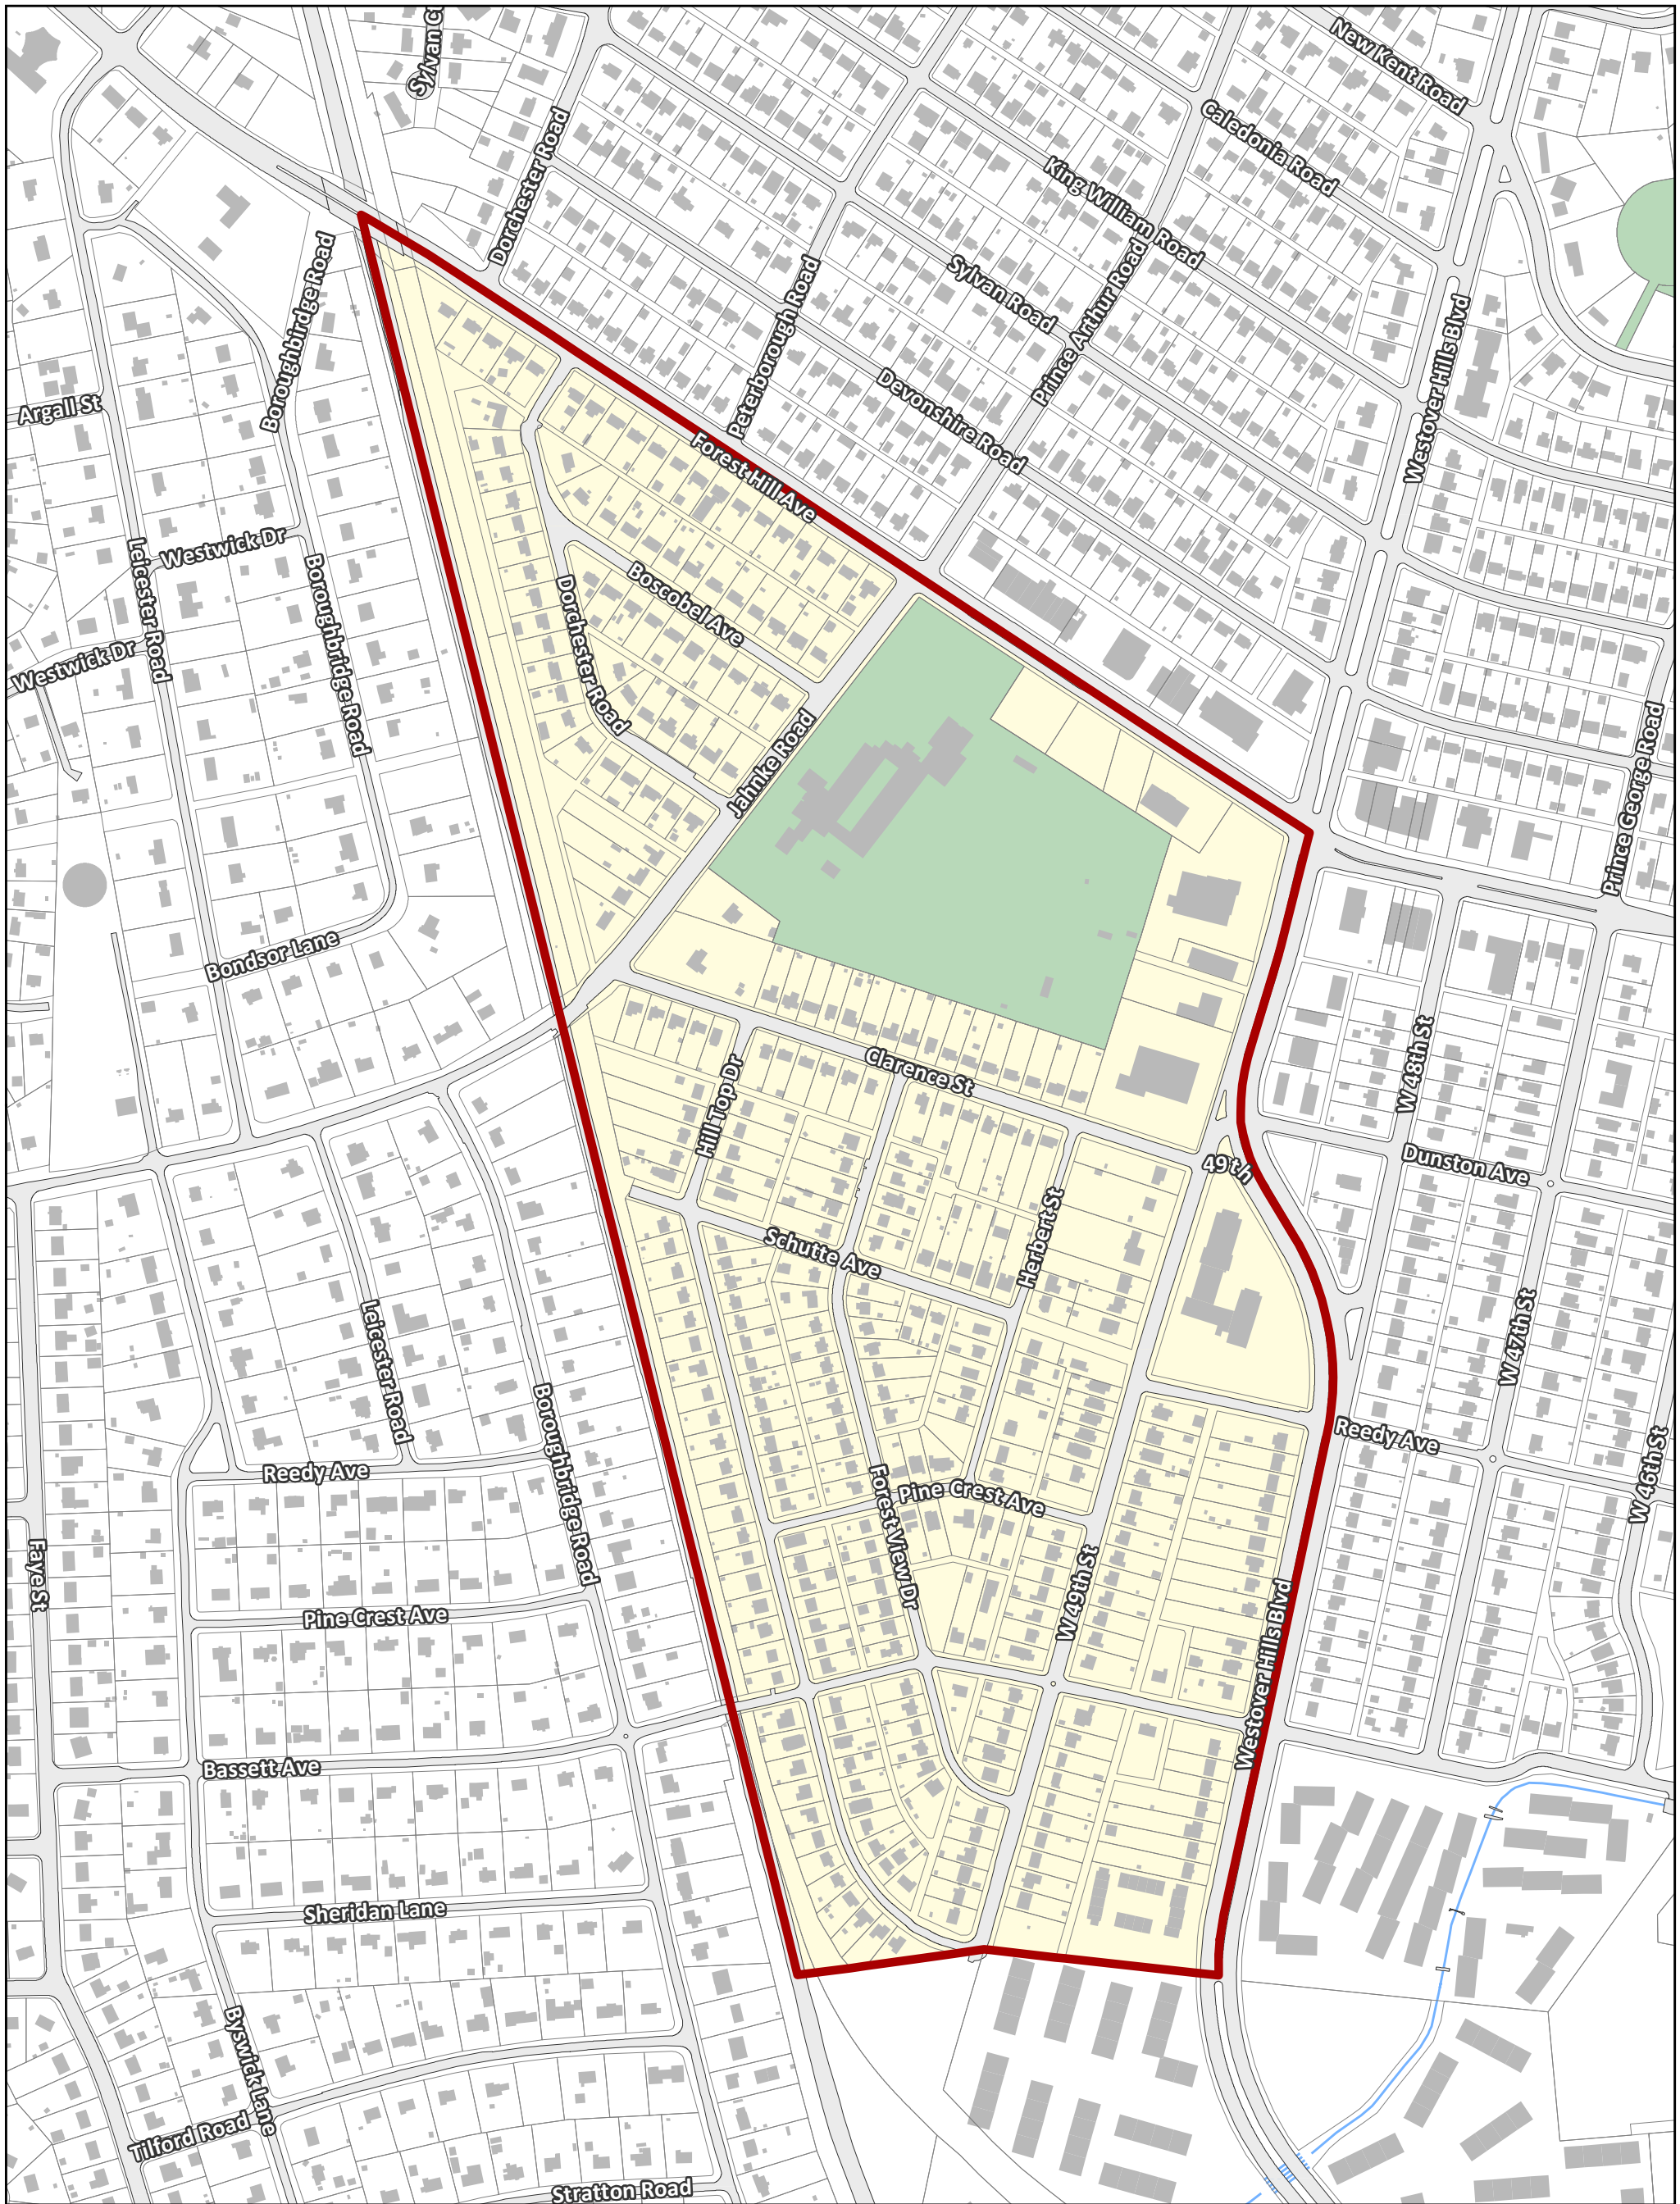 Sylvan C
New Kent Road
Caledonia Road
Dorchester Road
King William Road
Sylvan Road
Prince Arthur Road
Peterborough Road
Boroughbirdge Road
Westover Hills Blvd
Argall St
Devonshire Road
Forest Hill Ave
Westwick Dr
Leicester Road
Boroughbridge Road
Boscobel Ave
Dorchester Road
Westwick Dr
Jahnke Road
Prince George Road
Bondsor Lane
Clarence St
W 48th St
Hill Top Dr
49th
Dunston Ave
Herbert St
Schutte Ave
Leicester Road
W 47th St
Boroughbridge Road
Reedy Ave
Reedy Ave
W 46th St
Forest View Dr
Pine Crest Ave
Faye St
W 49th St
Pine Crest Ave
Westover Hills Blvd
Bassett Ave
Sheridan Lane
Byswick Lane
Tilford Road
Stratton Road